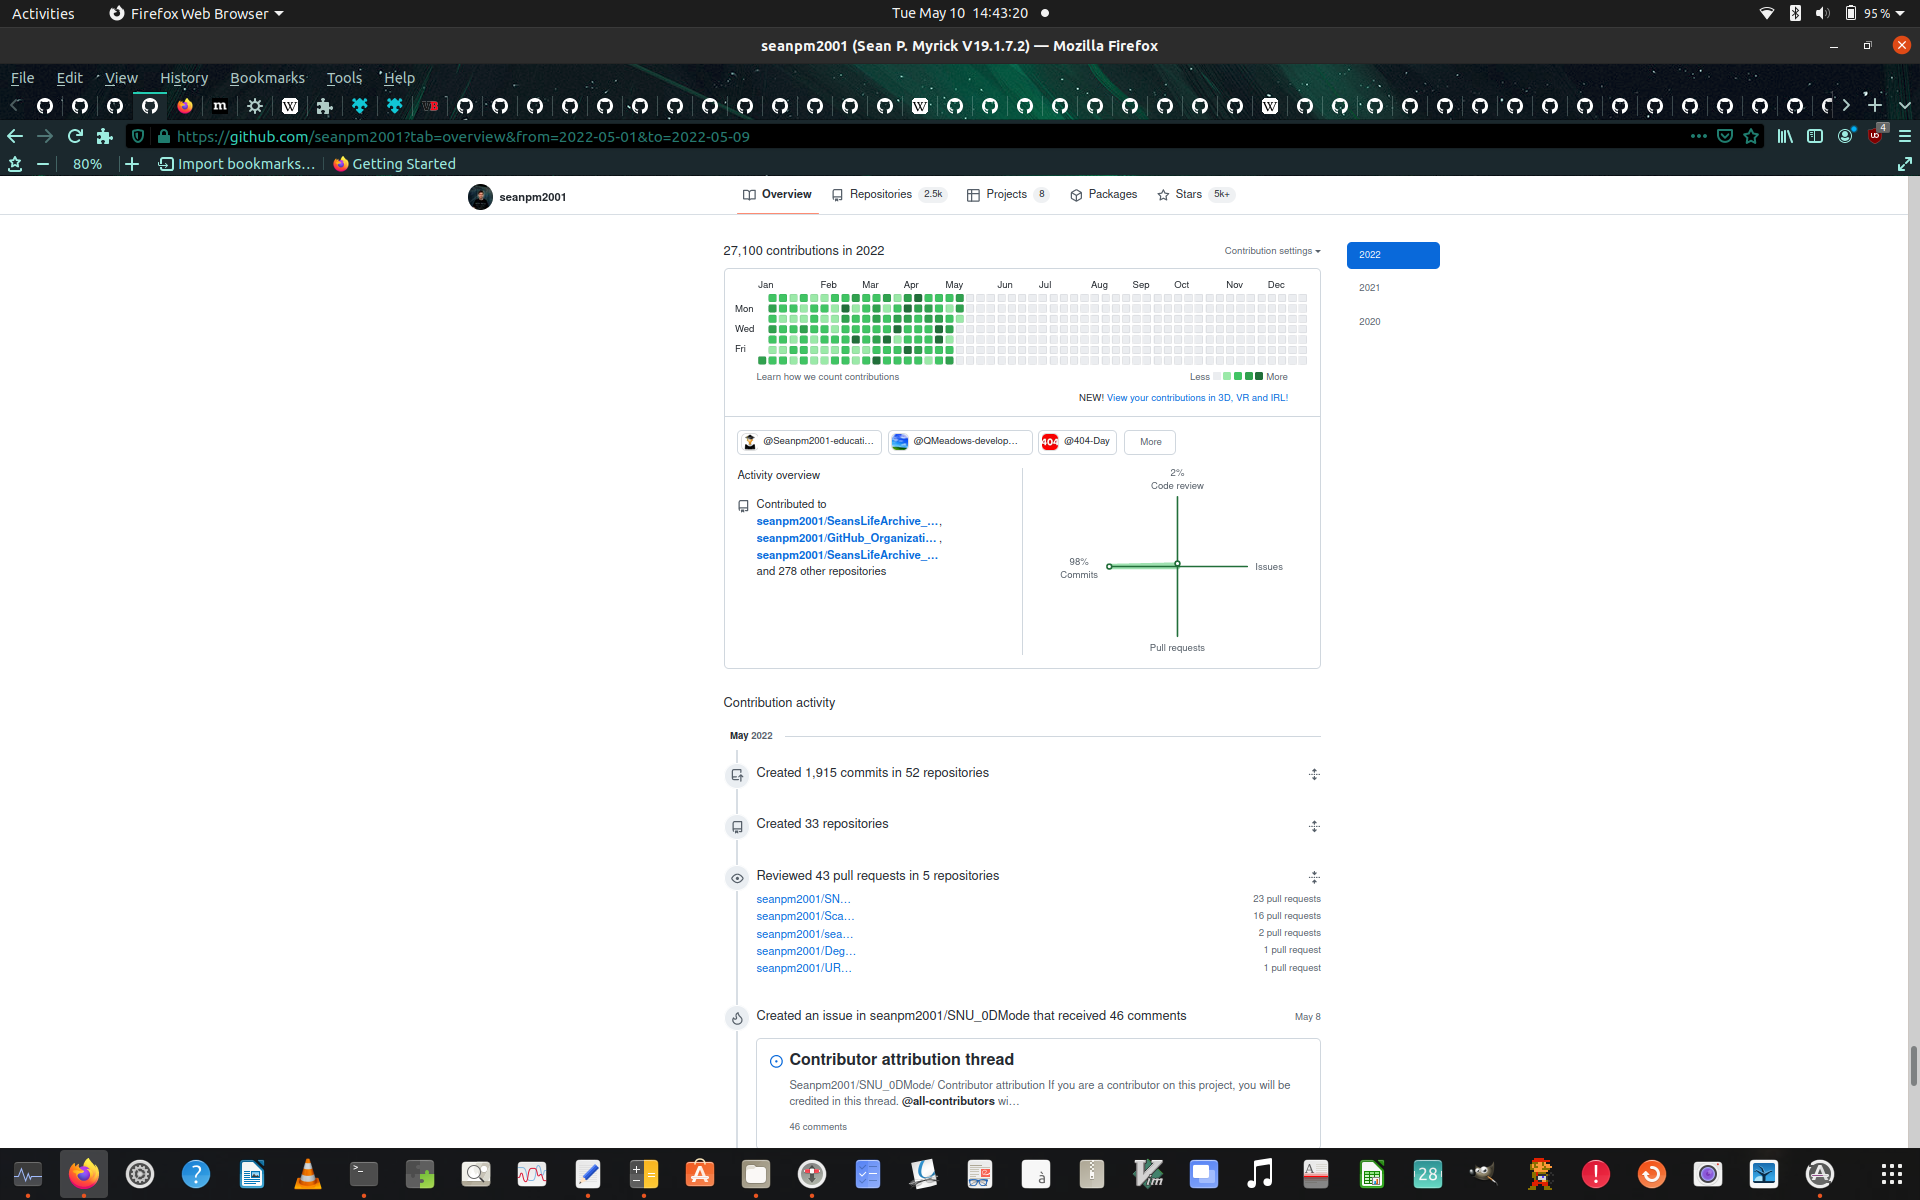 Activities
Firefox Web Browser
Tue May 10 14:43:20
95 %
seanpm2001 (Sean P. Myrick V19.1.7.2) — Mozilla Firefox
File Edit View History Bookmarks Tools Help
https://github.com/seanpm2001?tab=overview&from=2022-05-01&to=2022-05-09
4
80%
Import bookmarks...
Getting Started
seanpm2001
Overview
Repositories 2.5k
Projects 8
Packages
Stars 5k+
27,100 contributions in 2022
Contribution settings
2022
2021
2020
Jan Feb Mar Apr May Jun Jul Aug Sep Oct Nov Dec
Mon
Wed
Fri
Learn how we count contributions
Less More
NEW! View your contributions in 3D, VR and IRL!
@Seanpm2001-educati...
@QMeadows-develop...
404 @404-Day
More
Activity overview
Contributed to
seanpm2001/SeansLifeArchive_... ,
seanpm2001/GitHub_Organizati... ,
seanpm2001/SeansLifeArchive_...
and 278 other repositories
2%
Code review
98%
Commits
Issues
Pull requests
Contribution activity
May 2022
Created 1,915 commits in 52 repositories
Created 33 repositories
Reviewed 43 pull requests in 5 repositories
seanpm2001/SN... 23 pull requests
seanpm2001/Sca... 16 pull requests
seanpm2001/sea... 2 pull requests
seanpm2001/Deg... 1 pull request
seanpm2001/UR... 1 pull request
Created an issue in seanpm2001/SNU_0DMode that received 46 comments
May 8
Contributor attribution thread
Seanpm2001/SNU_0DMode/ Contributor attribution If you are a contributor on this project, you will be
credited in this thread. @all-contributors wi...
46 comments
28